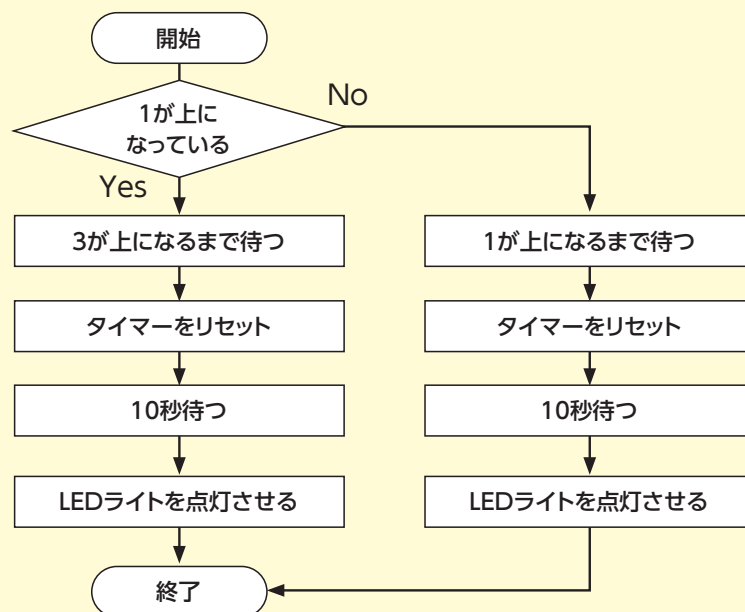 開始
1が上に
なっている
No
Yes
3が上になるまで待つ
1が上になるまで待つ
タイマーをリセット
タイマーをリセット
10秒待つ
10秒待つ
LEDライトを点灯させる
LEDライトを点灯させる
終了